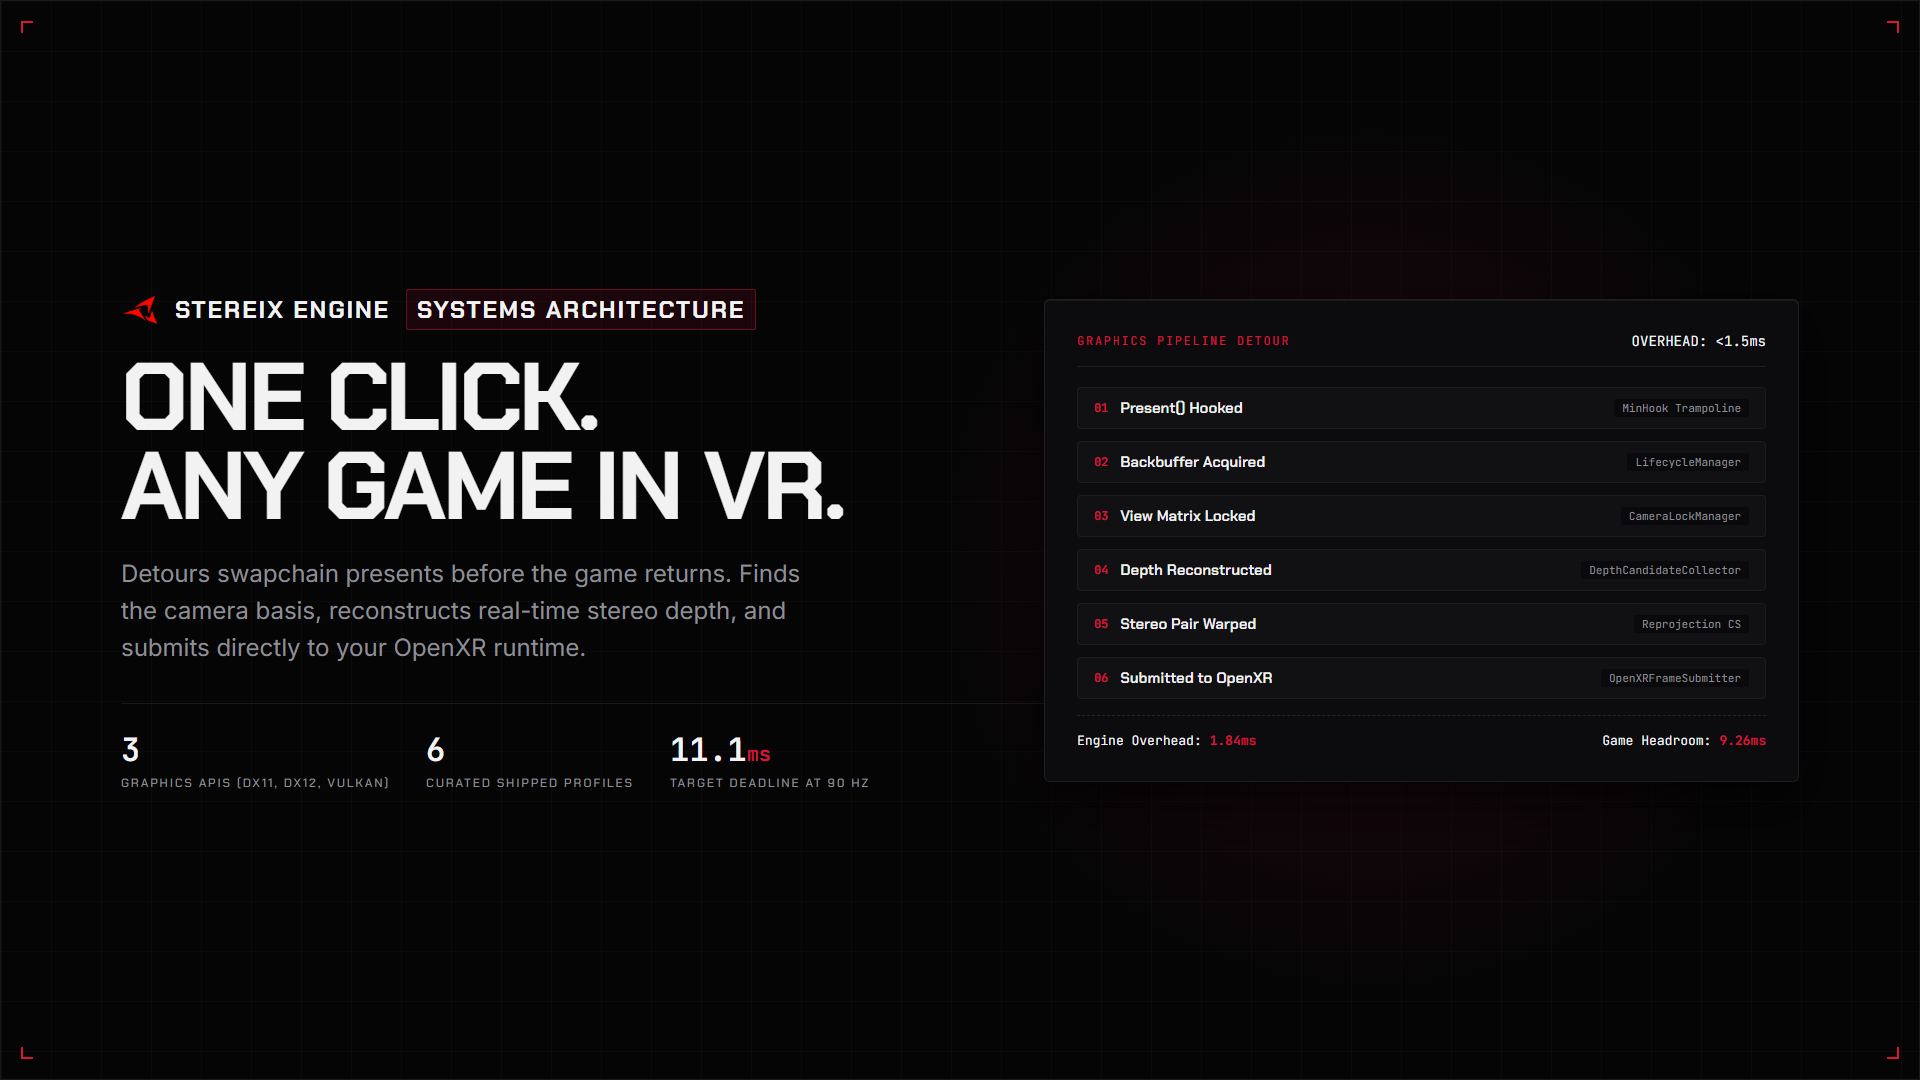 STEREIX ENGINE SYSTEMS ARCHITECTURE
ONE CLICK.
ANY GAME IN VR.
Detours swapchain presents before the game returns. Finds
the camera basis, reconstructs real-time stereo depth, and
submits directly to your OpenXR runtime.
3
GRAPHICS APIS (DX11, DX12, VULKAN)
6
CURATED SHIPPED PROFILES
11.1ms
TARGET DEADLINE AT 90 HZ
GRAPHICS PIPELINE DETOUR
OVERHEAD: <1.5ms
01 Present() Hooked MinHook Trampoline
02 Backbuffer Acquired LifecycleManager
03 View Matrix Locked CameraLockManager
04 Depth Reconstructed DepthCandidateCollector
05 Stereo Pair Warped Reprojection CS
06 Submitted to OpenXR OpenXRFrameSubmitter
Engine Overhead: 1.84ms
Game Headroom: 9.26ms